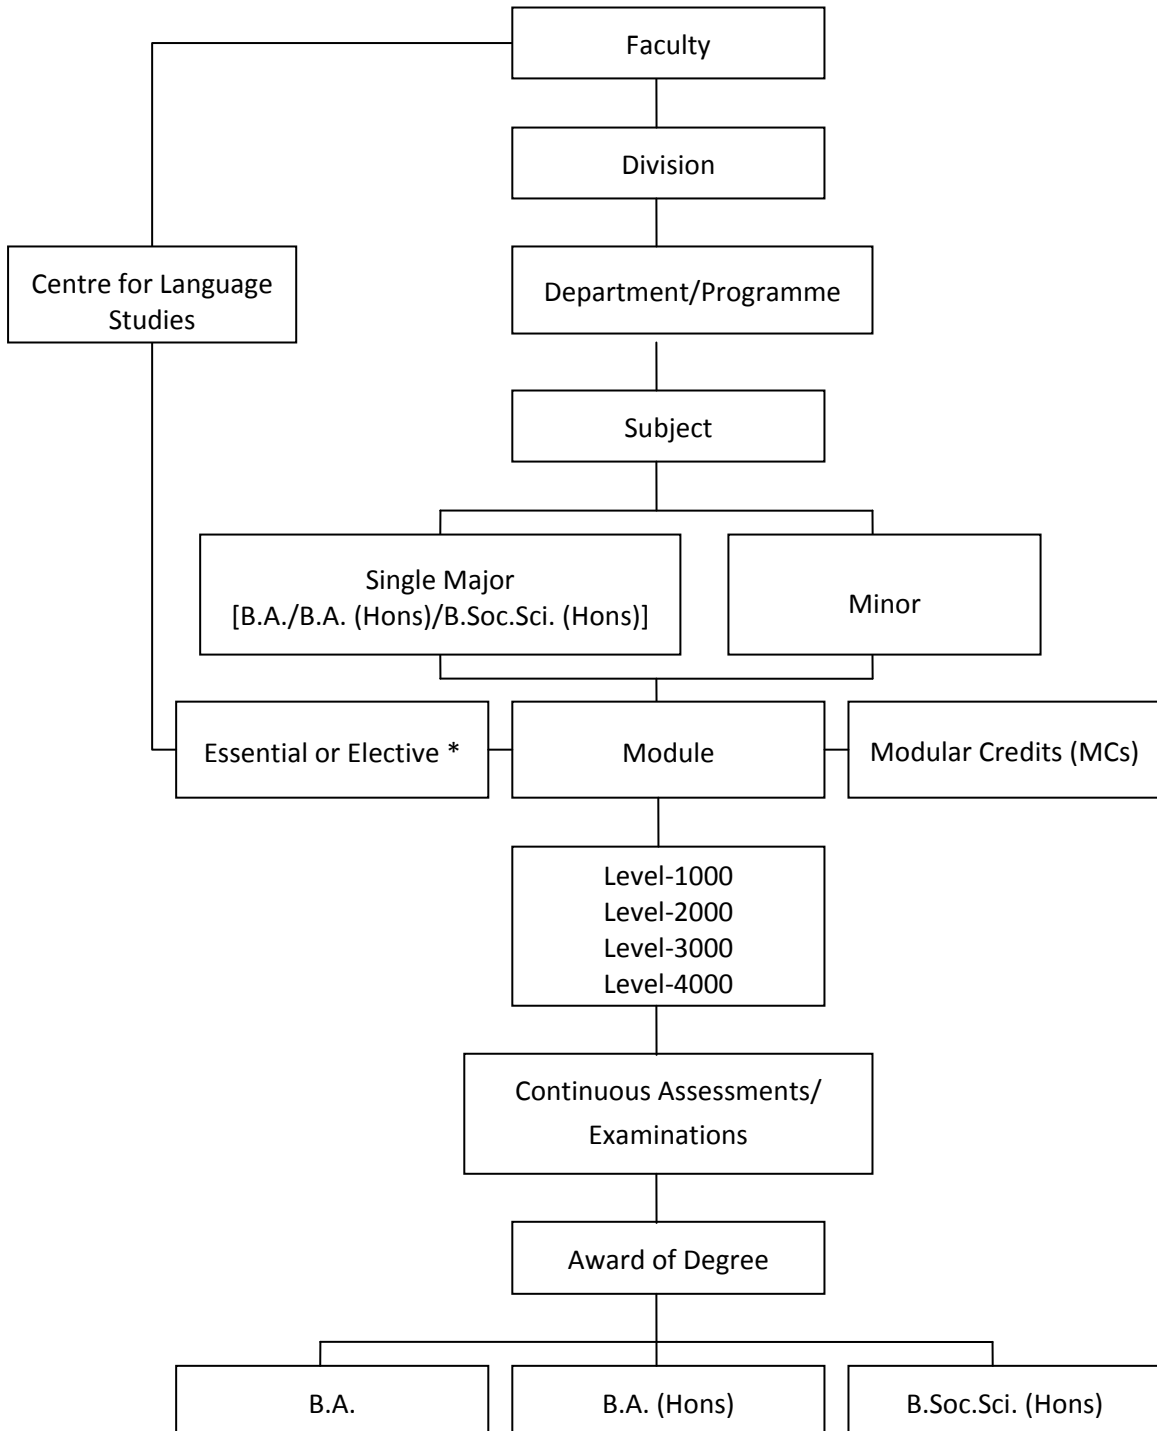 Faculty
Division
Centre for Language
Studies
Department/Programme
Subject
Single Major
[B.A./B.A. (Hons)/B.Soc.Sci. (Hons)]
Minor
Essential or Elective *
Module
Modular Credits (MCs)
Level-1000
Level-2000
Level-3000
Level-4000
Continuous Assessments/
Examinations
Award of Degree
B.A.
B.A. (Hons)
B.Soc.Sci. (Hons)